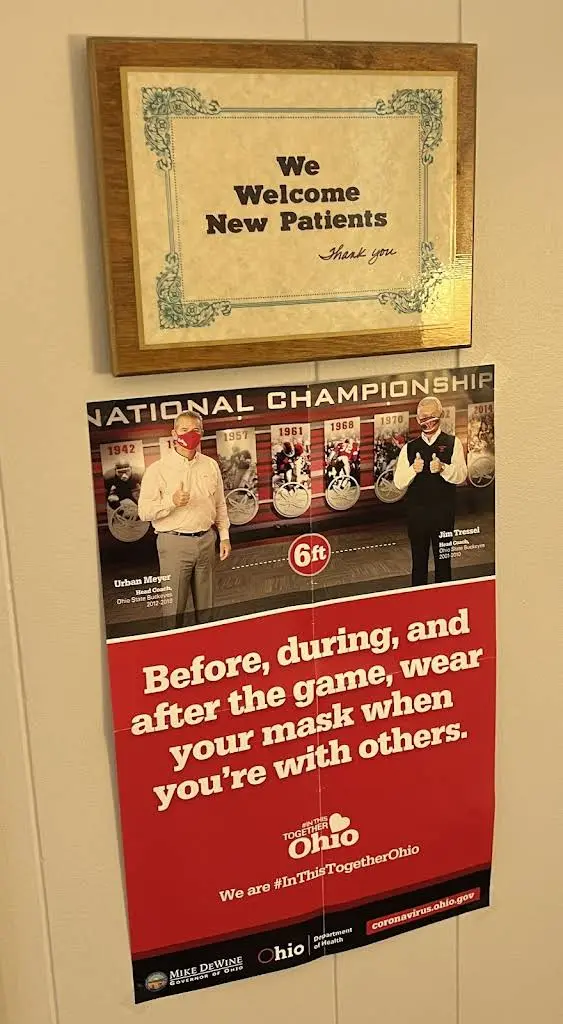 We
Welcome
New Patients
Thank you
NATIONAL CHAMPIONSHIP
1942
1957
1961
1968
1970
2014
6ft
Urban Meyer
Head Coach,
Ohio State Buckeyes
2012-2018
Jim Tressel
Head Coach,
Ohio State Buckeyes
2001-2010
Before, during, and
after the game, wear
your mask when
you're with others.
#INTHIS
TOGETHER
Ohio
We are #InThisTogetherOhio
coronavirus.ohio.gov
MIKE DEWINE
GOVERNOR OF OHIO
Ohio
Department
of Health